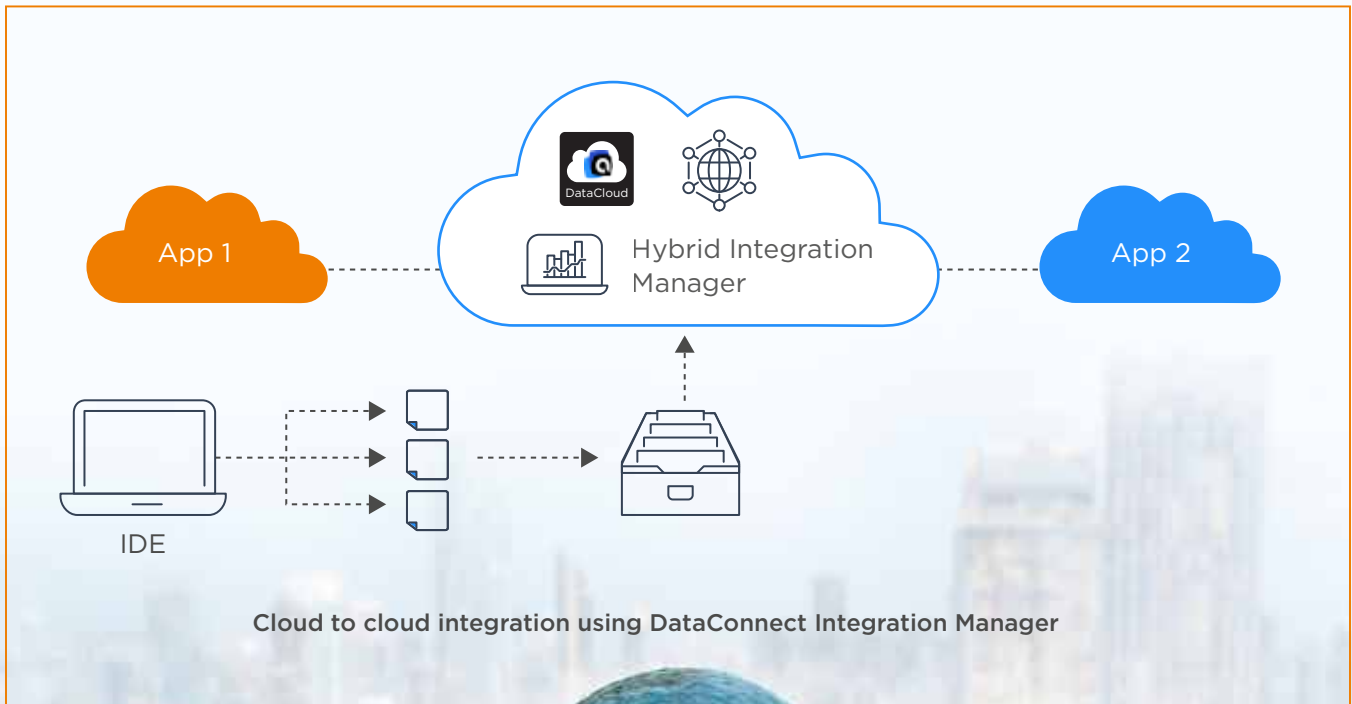 DataCloud
Hybrid Integration
Manager
App 1
App 2
IDE
Cloud to cloud integration using DataConnect Integration Manager